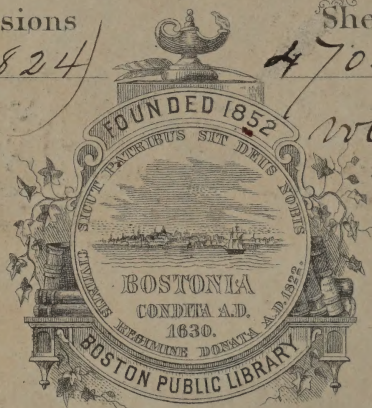 sions
She
824
470
FOUNDED 1852
SICUT PATRIBUS SIT DEUS NOBIS
BOSTONIA
CONDITA A.D.
1630.
CIVITATIS REGIMINE DONATA A.D. 1822.
BOSTON PUBLIC LIBRARY